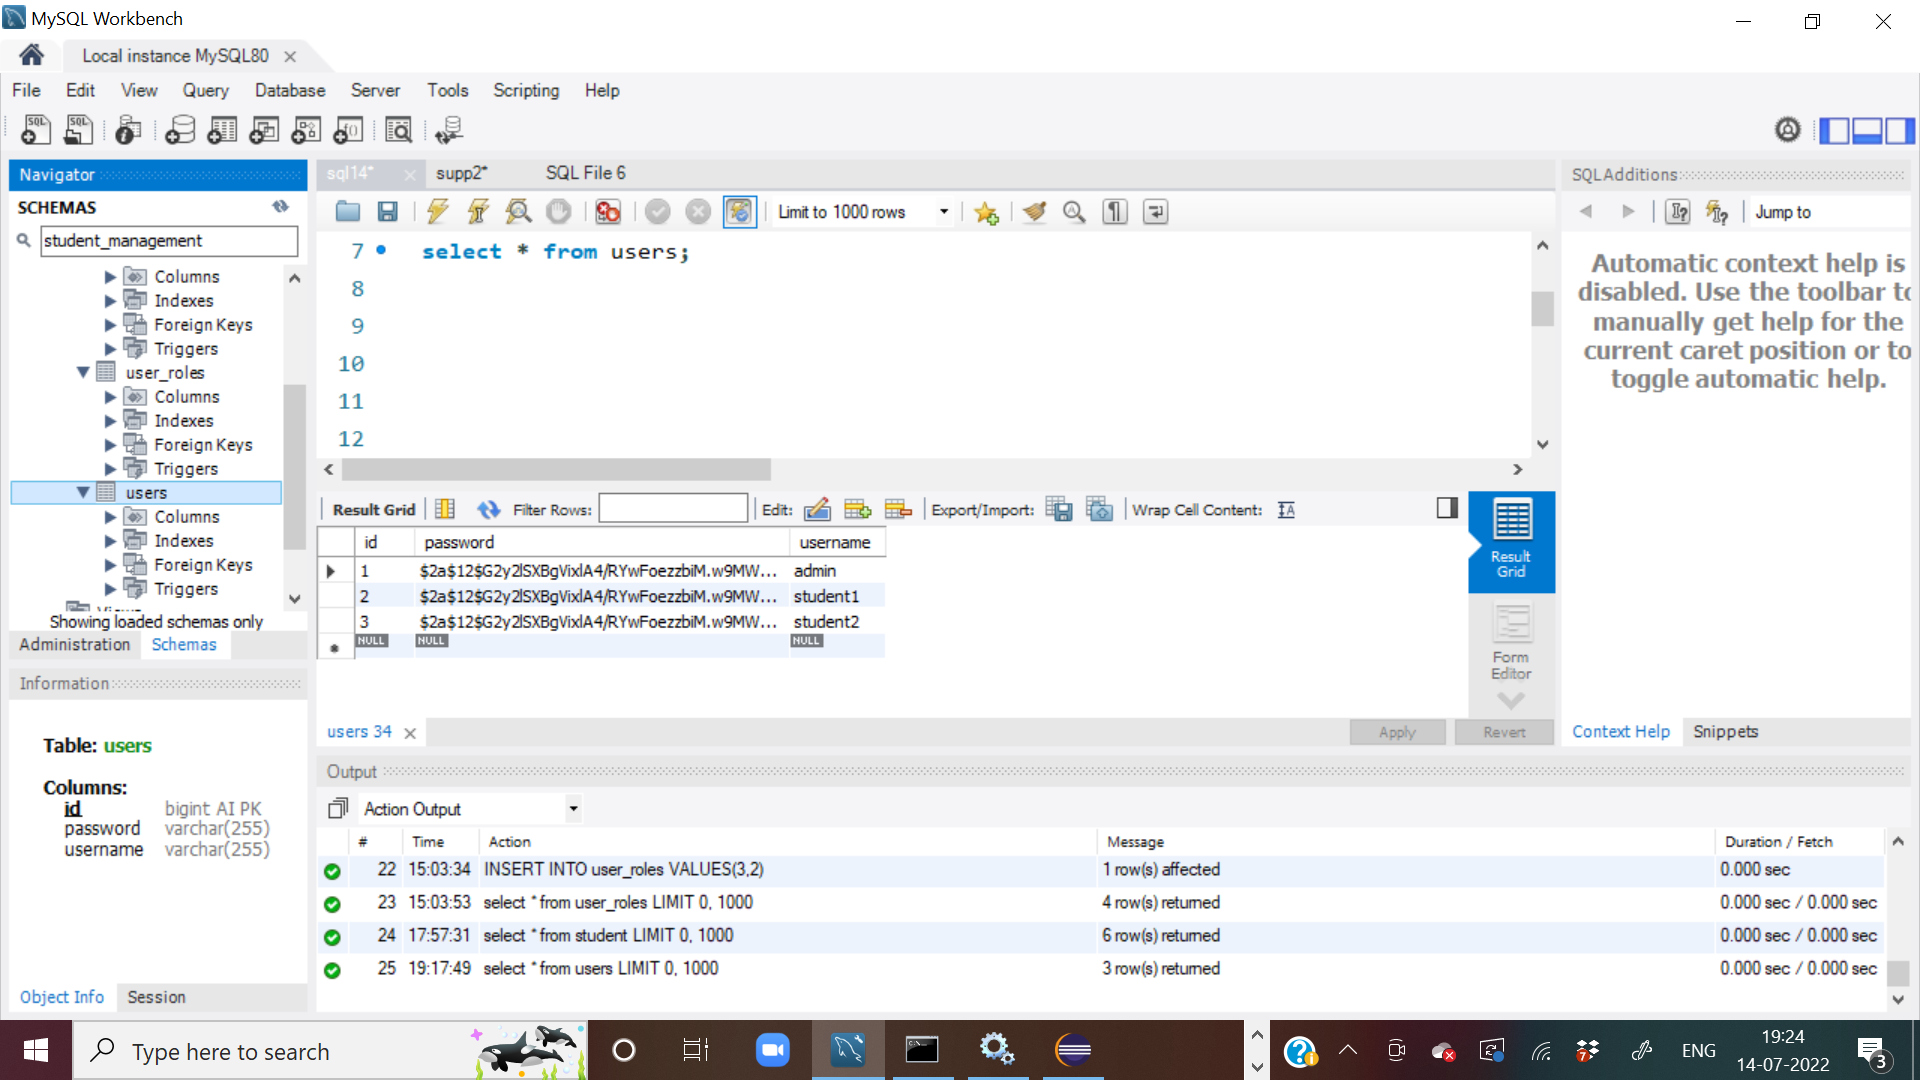 MySQL Workbench
Local instance MySQL80
File Edit View Query Database Server Tools Scripting Help
Navigator
SCHEMAS
student_management
Columns
Indexes
Foreign Keys
Triggers
user_roles
Columns
Indexes
Foreign Keys
Triggers
users
Columns
Indexes
Foreign Keys
Triggers
Views
Showing loaded schemas only
Administration Schemas
Information
Table: users
Columns:
id bigint AI PK
password varchar(255)
username varchar(255)
Object Info Session
sql14* supp2* SQL File 6
Limit to 1000 rows
7 select * from users;
8
9
10
11
12
Result Grid Filter Rows: Edit: Export/Import: Wrap Cell Content:
id password username
1 $2a$12$G2y2lSXBgVixlA4/RYwFoezzbiM.w9MW... admin
2 $2a$12$G2y2lSXBgVixlA4/RYwFoezzbiM.w9MW... student1
3 $2a$12$G2y2lSXBgVixlA4/RYwFoezzbiM.w9MW... student2
NULL NULL NULL
Result
Grid
Form
Editor
users 34
Apply Revert
SQLAdditions
Jump to
Automatic context help is
disabled. Use the toolbar to
manually get help for the
current caret position or to
toggle automatic help.
Context Help Snippets
Output
Action Output
# Time Action Message Duration / Fetch
22 15:03:34 INSERT INTO user_roles VALUES(3,2) 1 row(s) affected 0.000 sec
23 15:03:53 select * from user_roles LIMIT 0, 1000 4 row(s) returned 0.000 sec / 0.000 sec
24 17:57:31 select * from student LIMIT 0, 1000 6 row(s) returned 0.000 sec / 0.000 sec
25 19:17:49 select * from users LIMIT 0, 1000 3 row(s) returned 0.000 sec / 0.000 sec
Type here to search
ENG
19:24
14-07-2022
3